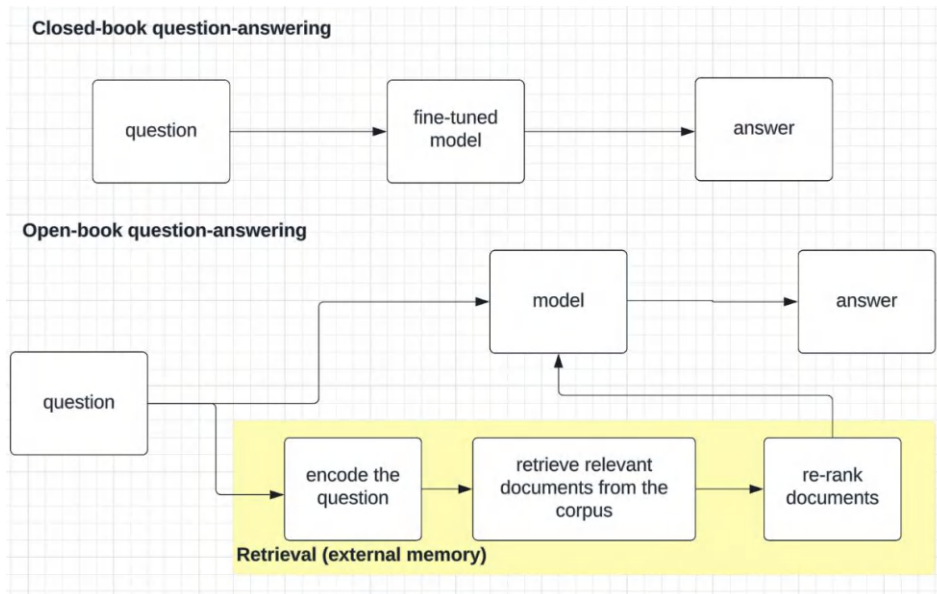 Closed-book question-answering
question
fine-tuned
model
answer
Open-book question-answering
model
answer
question
encode the
question
retrieve relevant
documents from the
corpus
re-rank
documents
Retrieval (external memory)